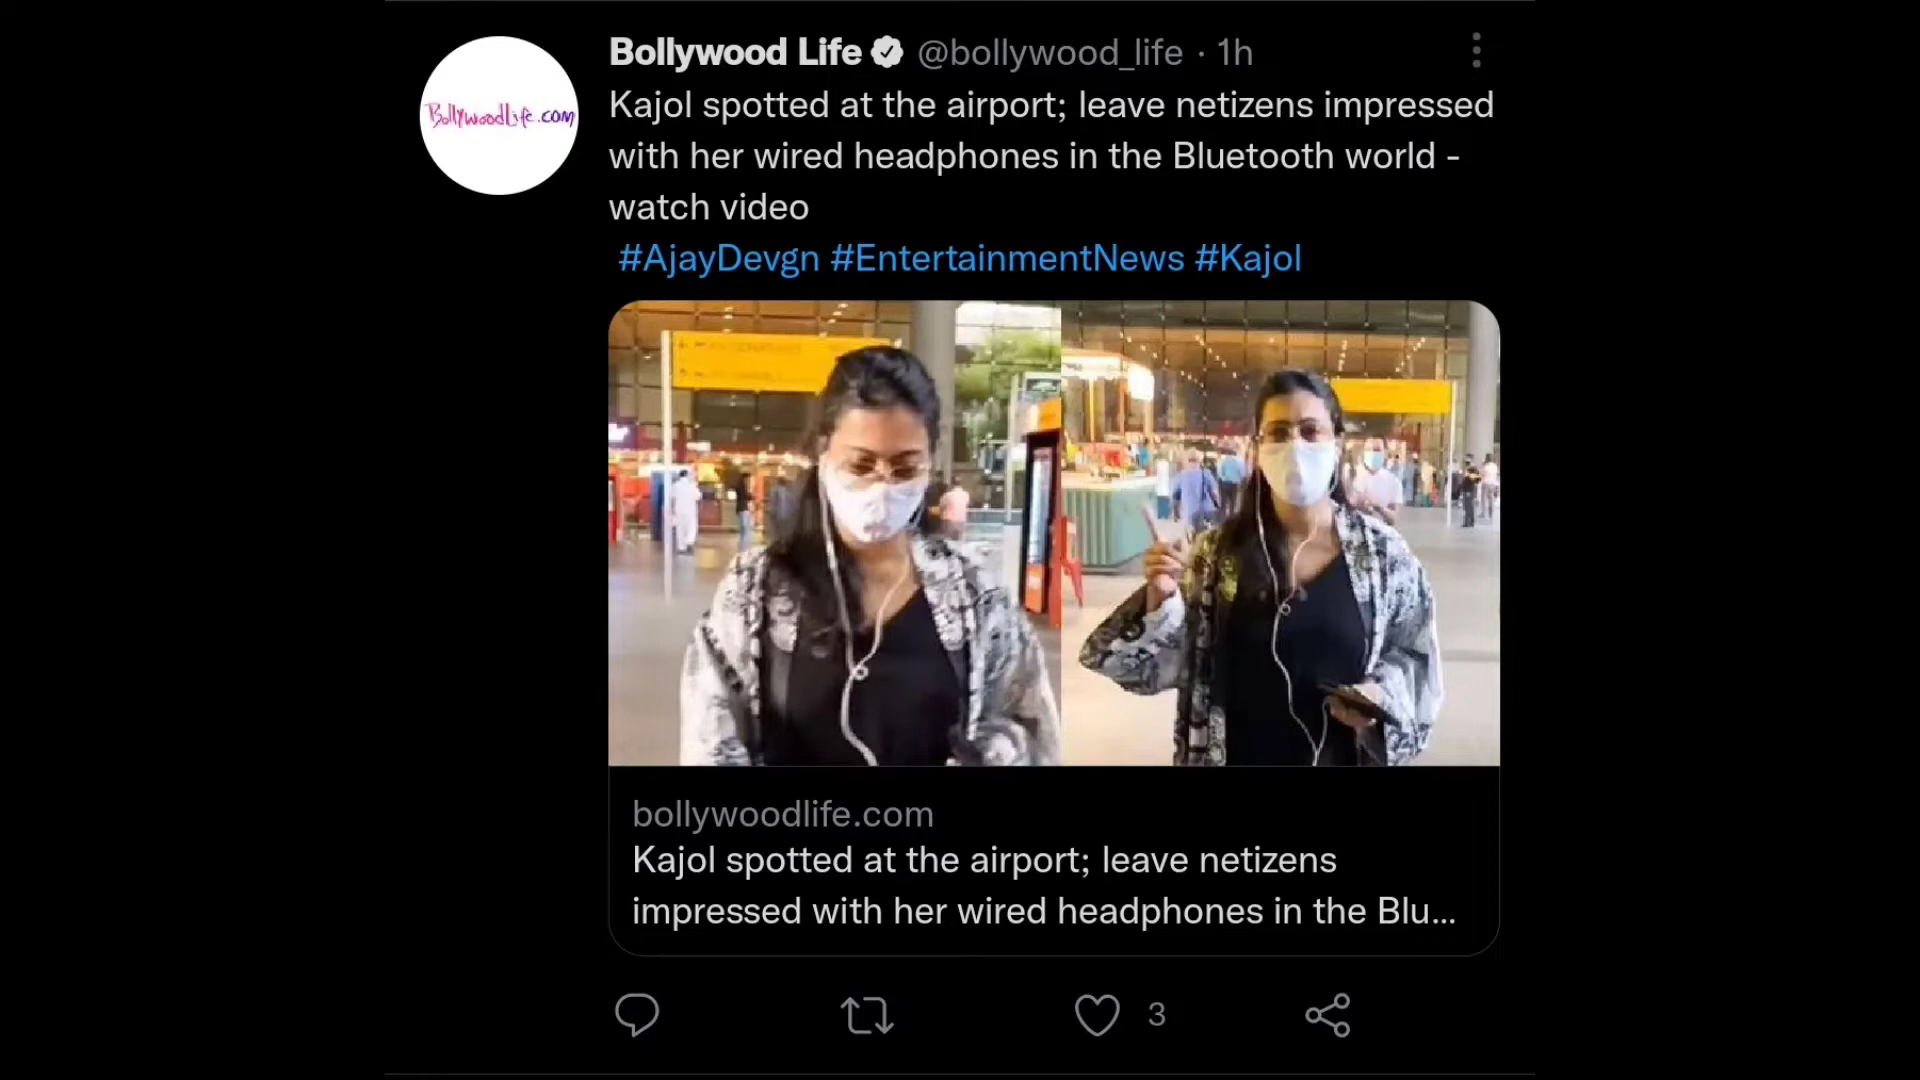 Bollywood Life @bollywood_life · 1h
BollywoodLife.com
Kajol spotted at the airport; leave netizens impressed
with her wired headphones in the Bluetooth world -
watch video
#AjayDevgn #EntertainmentNews #Kajol
bollywoodlife.com
Kajol spotted at the airport; leave netizens
impressed with her wired headphones in the Blu...
3